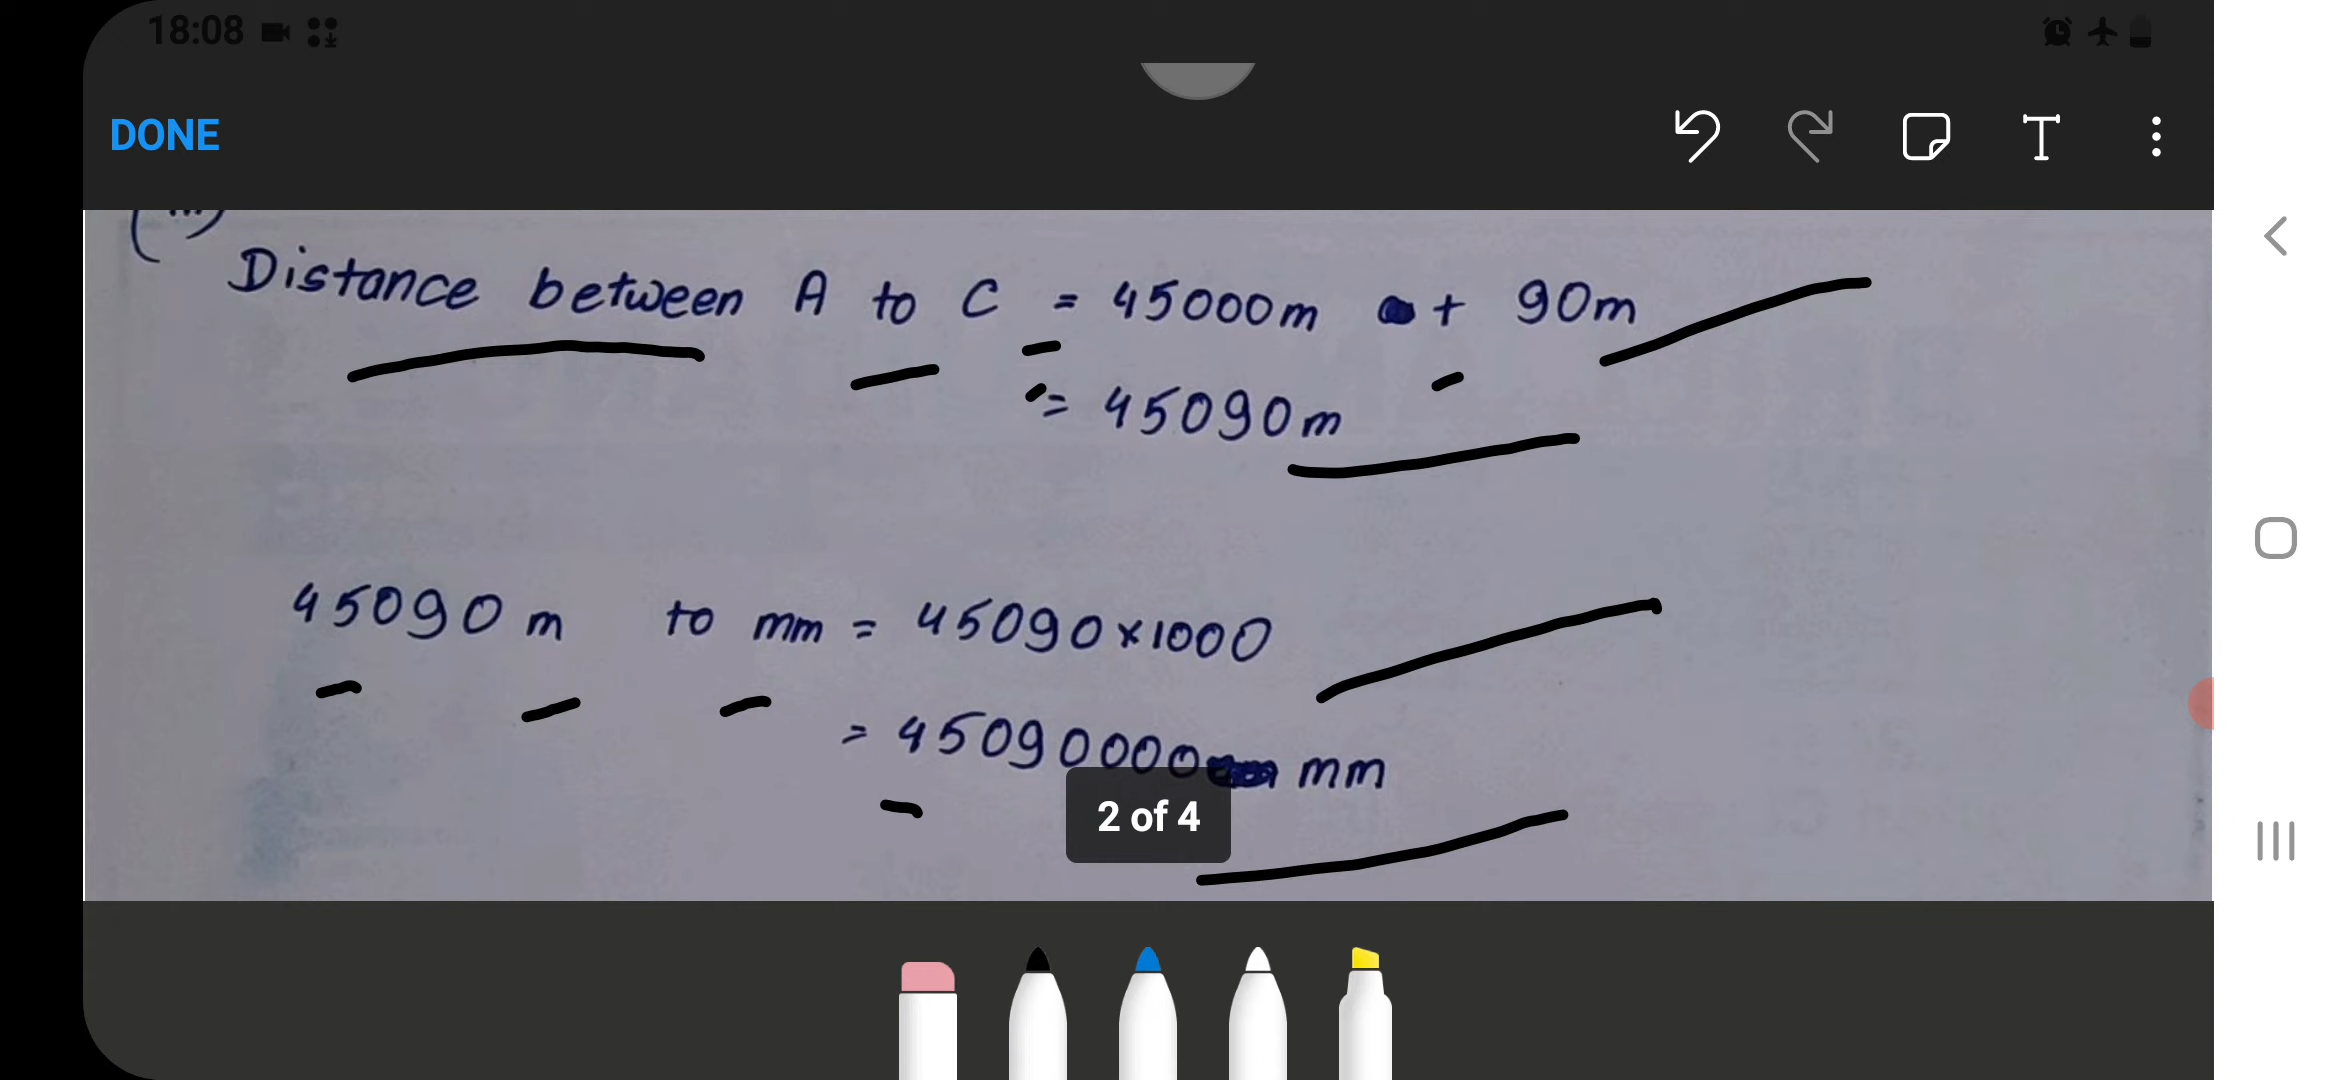 18:08
DONE
T
Distance between A to C = 45000m + 90m
= 45090m
45090 m to mm = 45090×1000
= 45090000 mm
2 of 4